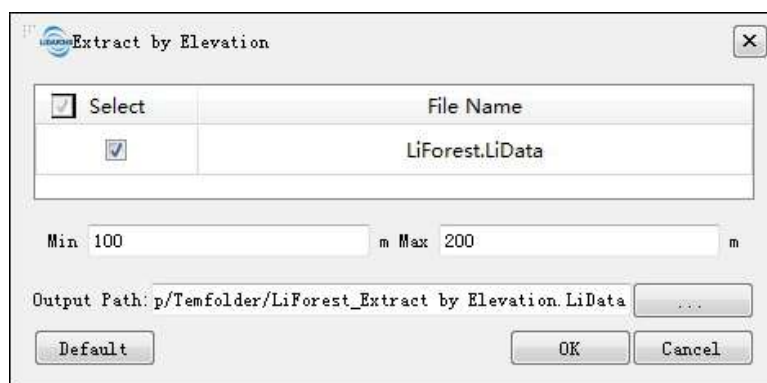 Extract by Elevation
Select File Name
LiForest.LiData
Min 100 m Max 200 m
Output Path: p/Temfolder/LiForest_Extract by Elevation.LiData ...
Default OK Cancel